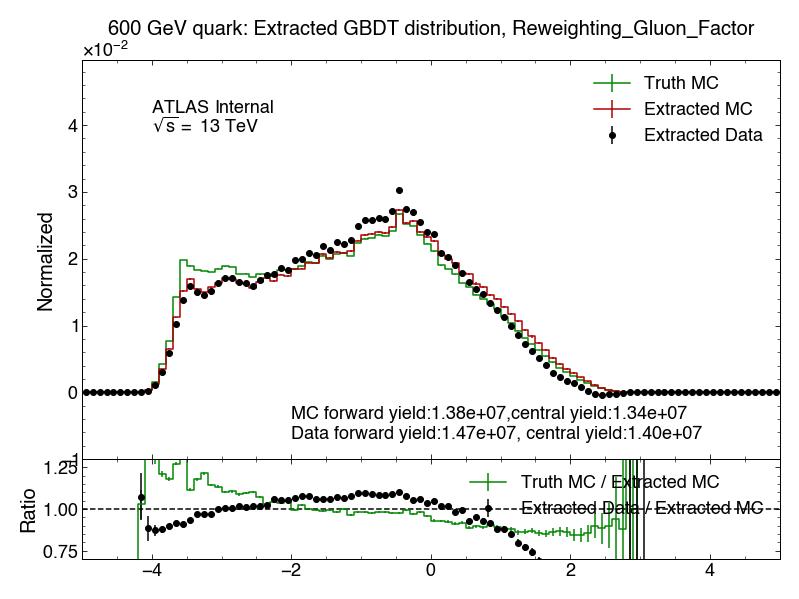 600 GeV quark: Extracted GBDT distribution, Reweighting_Gluon_Factor
×10⁻²
ATLAS Internal
√s = 13 TeV
Truth MC
Extracted MC
Extracted Data
Normalized
4
3
2
1
0
MC forward yield:1.38e+07,central yield:1.34e+07
Data forward yield:1.47e+07, central yield:1.40e+07
−1
1.25
1.00
0.75
Ratio
Truth MC / Extracted MC
Extracted Data / Extracted MC
−4
−2
0
2
4